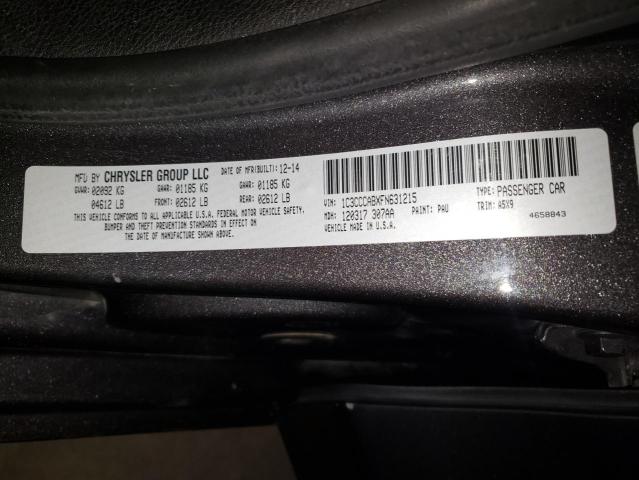 MFD BY CHRYSLER GROUP LLC DATE OF MFR(BUILT): 12-14
GVWR: 02092 KG GAWR: 01185 KG GAWR: 01185 KG
04612 LB FRONT: 02612 LB REAR: 02612 LB
THIS VEHICLE CONFORMS TO ALL APPLICABLE U.S.A. FEDERAL MOTOR VEHICLE SAFETY,
BUMPER AND THEFT PREVENTION STANDARDS IN EFFECT ON
THE DATE OF MANUFACTURE SHOWN ABOVE.
VIN: 1C3CCCABXFN631215 TYPE: PASSENGER CAR
MDH: 120317 307AA PAINT: PAU TRIM: A5X9
VEHICLE MADE IN U.S.A. 4658843